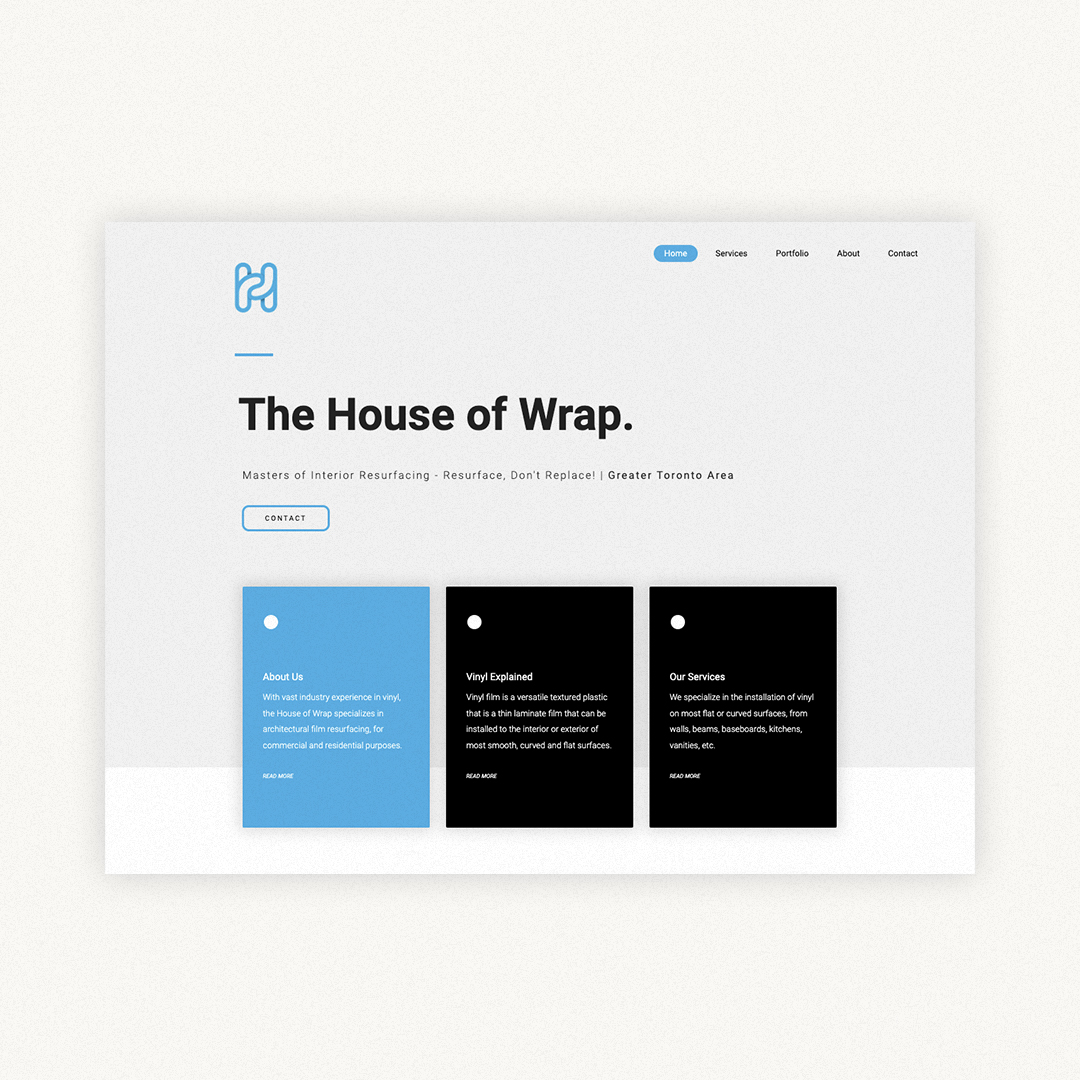 Home Services Portfolio About Contact
The House of Wrap.
Masters of Interior Resurfacing - Resurface, Don't Replace! | Greater Toronto Area
CONTACT
About Us
With vast industry experience in vinyl,
the House of Wrap specializes in
architectural film resurfacing, for
commercial and residential purposes.
READ MORE
Vinyl Explained
Vinyl film is a versatile textured plastic
that is a thin laminate film that can be
installed to the interior or exterior of
most smooth, curved and flat surfaces.
READ MORE
Our Services
We specialize in the installation of vinyl
on most flat or curved surfaces, from
walls, beams, baseboards, kitchens,
vanities, etc.
READ MORE